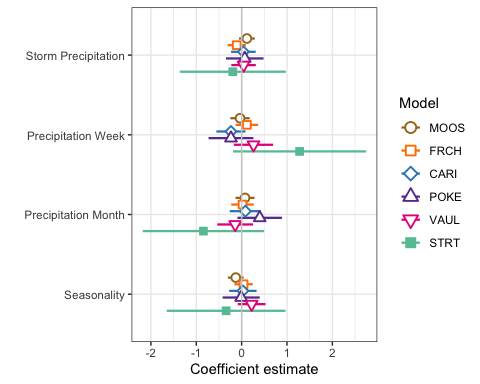 Storm Precipitation
Precipitation Week
Precipitation Month
Seasonality
-2 -1 0 1 2
Coefficient estimate
Model
MOOS
FRCH
CARI
POKE
VAUL
STRT